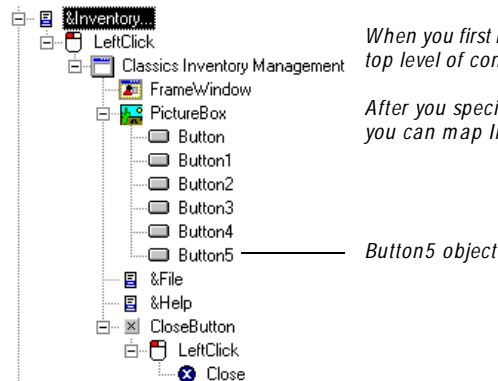 &Inventory...
LeftClick
When you first
top level of con
Classics Inventory Management
FrameWindow
After you speci
PictureBox
you can map
Button
Button1
Button2
Button3
Button4
Button5
Button5 object
&File
&Help
CloseButton
LeftClick
Close